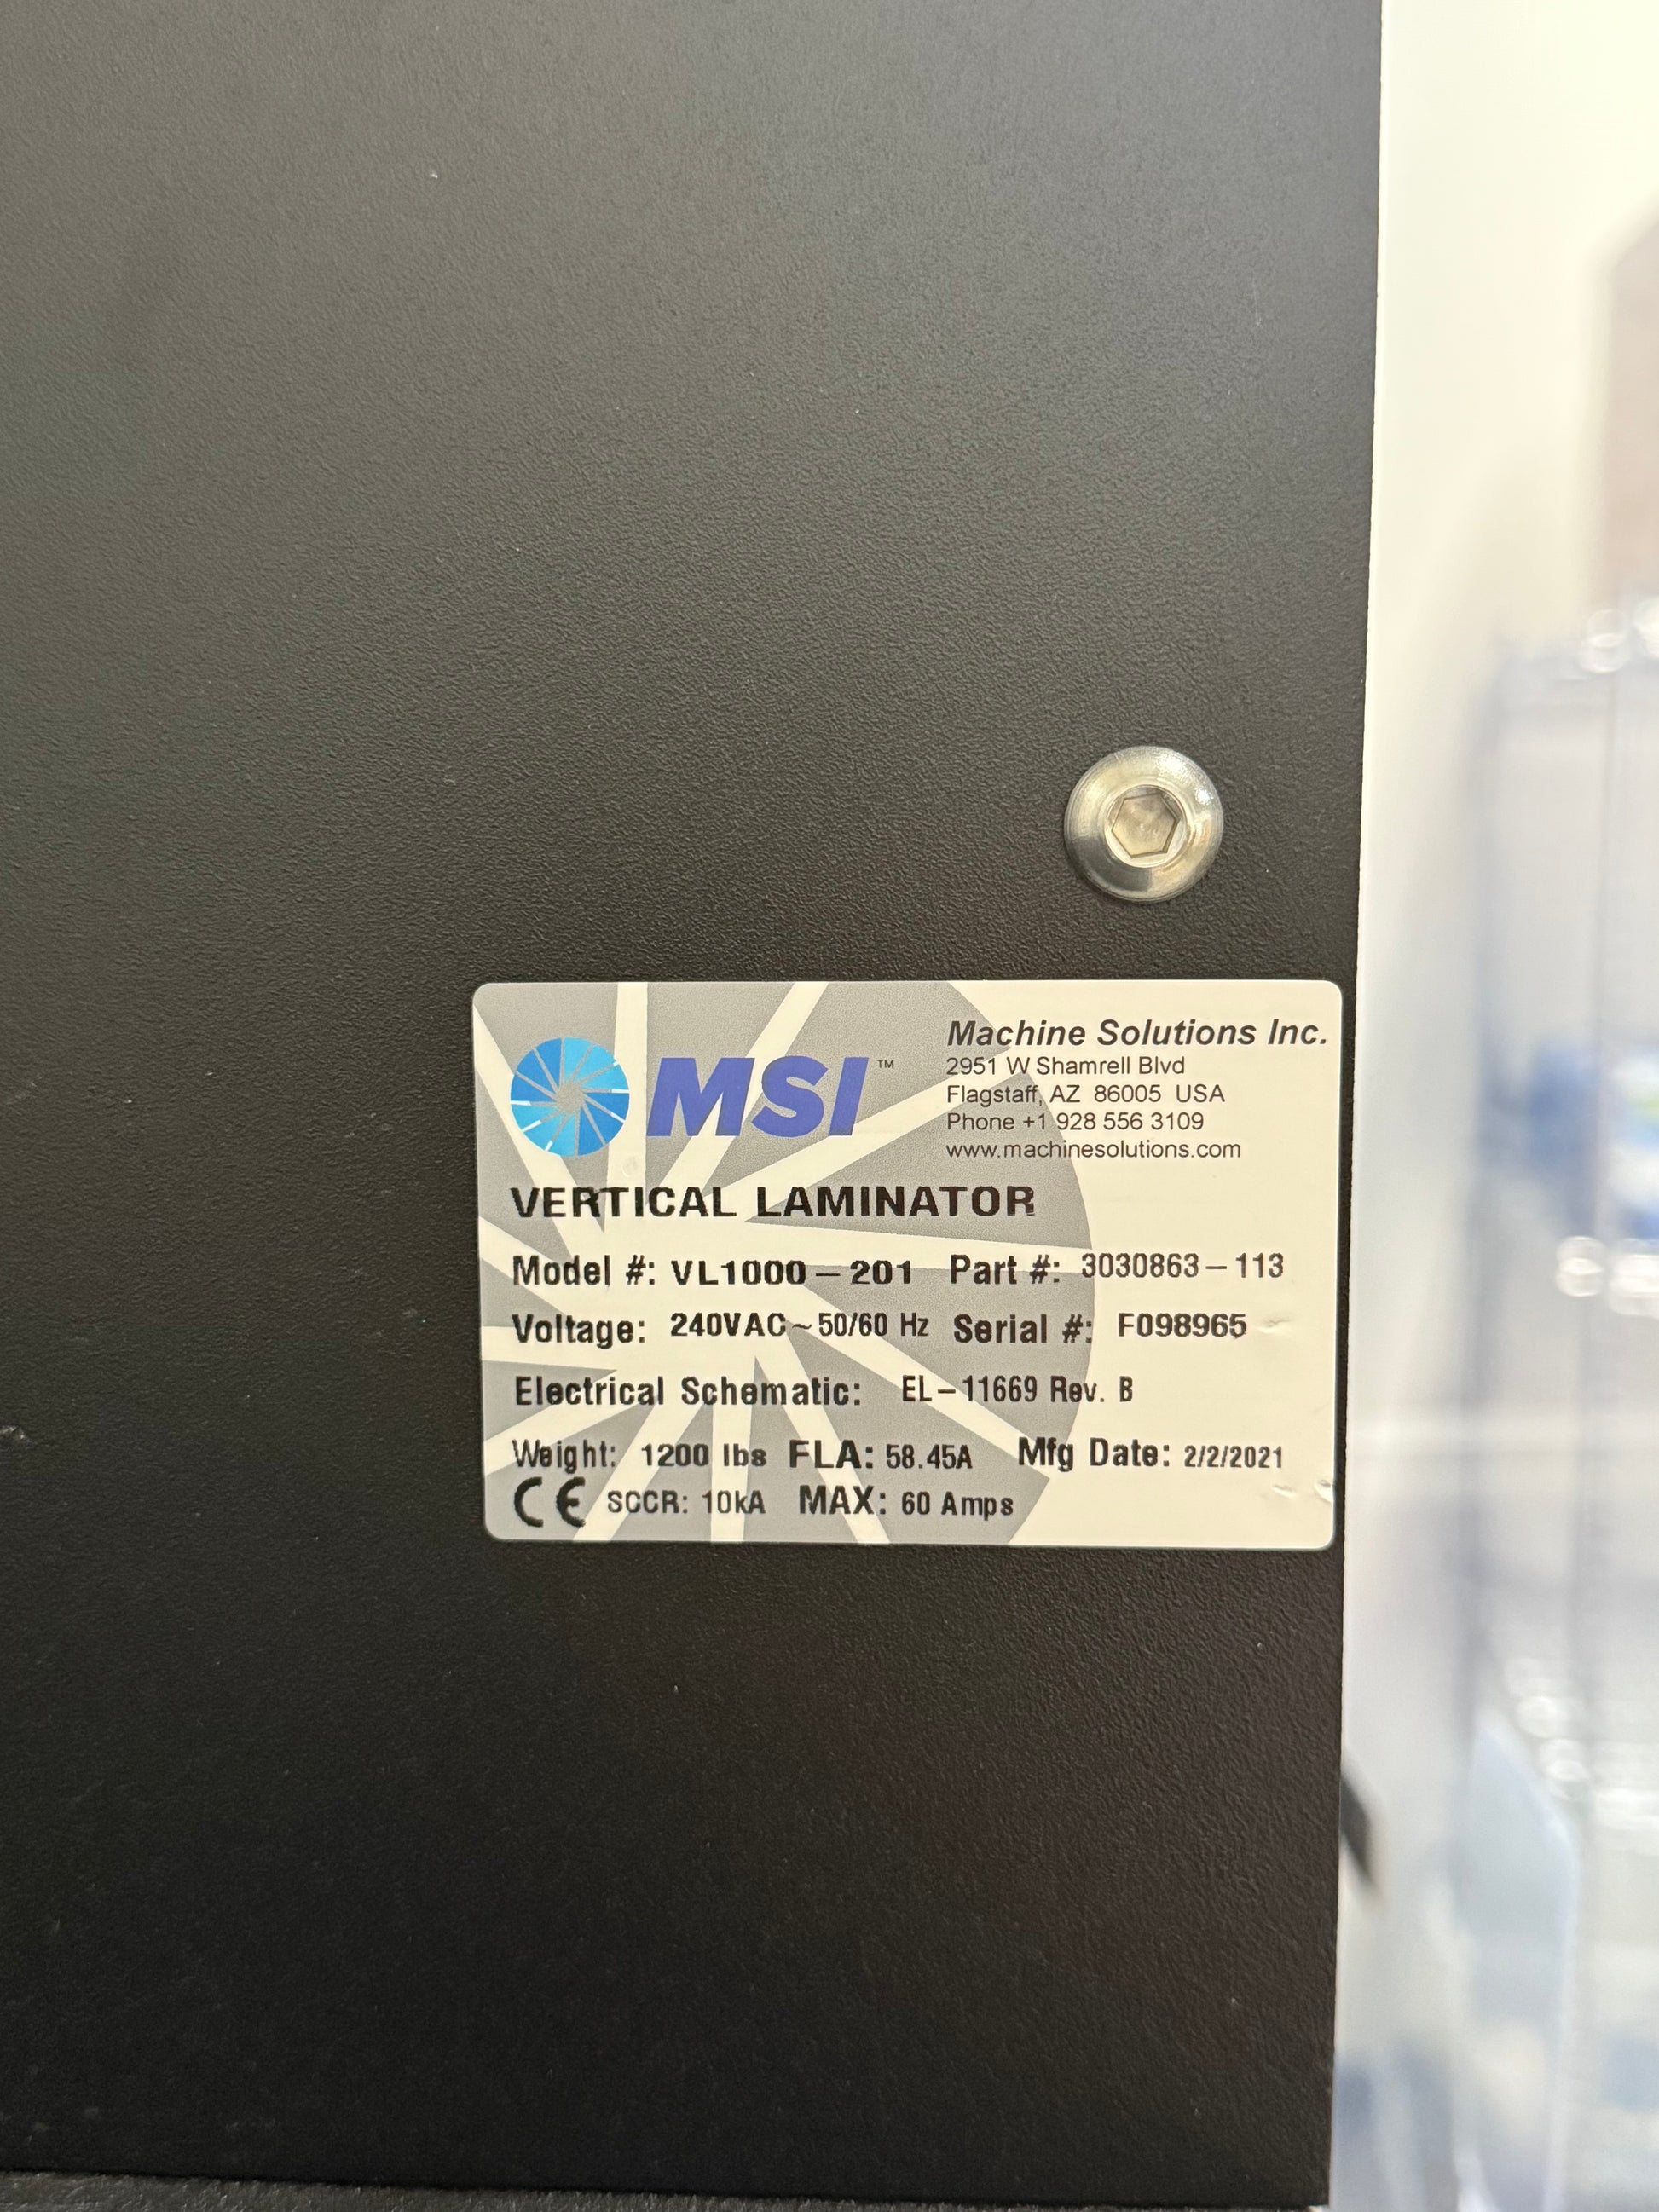 MSI™
Machine Solutions Inc.
2951 W Shamrell Blvd
Flagstaff, AZ 86005 USA
Phone +1 928 556 3109
www.machinesolutions.com
VERTICAL LAMINATOR
Model #: VL1000-201 Part #: 3030863-113
Voltage: 240VAC~50/60 Hz Serial #: F098965
Electrical Schematic: EL-11669 Rev. B
Weight: 1200 lbs FLA: 58.45A Mfg Date: 2/2/2021
CE SCCR: 10kA MAX: 60 Amps